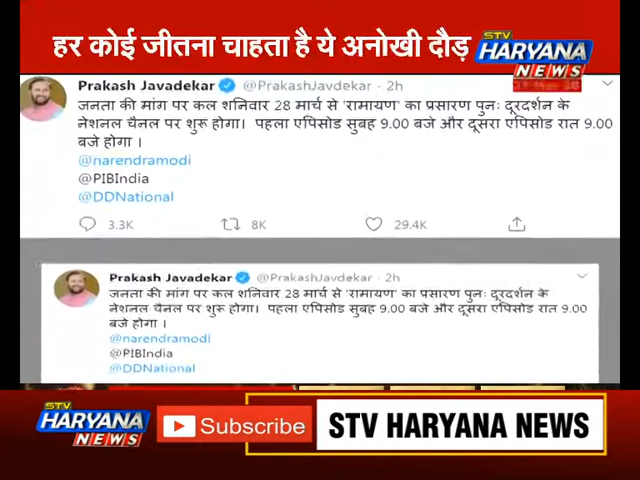 हर कोई जीतना चाहता है ये अनोखी दौड़
STV
HARYANA
NEWS
Prakash Javadekar @PrakashJavdekar · 2h
जनता की मांग पर कल शनिवार 28 मार्च से 'रामायण' का प्रसारण पुनः दूरदर्शन के
नेशनल चैनल पर शुरू होगा। पहला एपिसोड सुबह 9.00 बजे और दूसरा एपिसोड रात 9.00
बजे होगा ।
@narendramodi
@PIBIndia
@DDNational
3.3K 8K 29.4K
Prakash Javadekar @PrakashJavdekar · 2h
जनता की मांग पर कल शनिवार 28 मार्च से 'रामायण' का प्रसारण पुनः दूरदर्शन के
नेशनल चैनल पर शुरू होगा। पहला एपिसोड सुबह 9.00 बजे और दूसरा एपिसोड रात 9.00
बजे होगा ।
@narendramodi
@PIBIndia
@DDNational
STV
HARYANA
NEWS
Subscribe
STV HARYANA NEWS